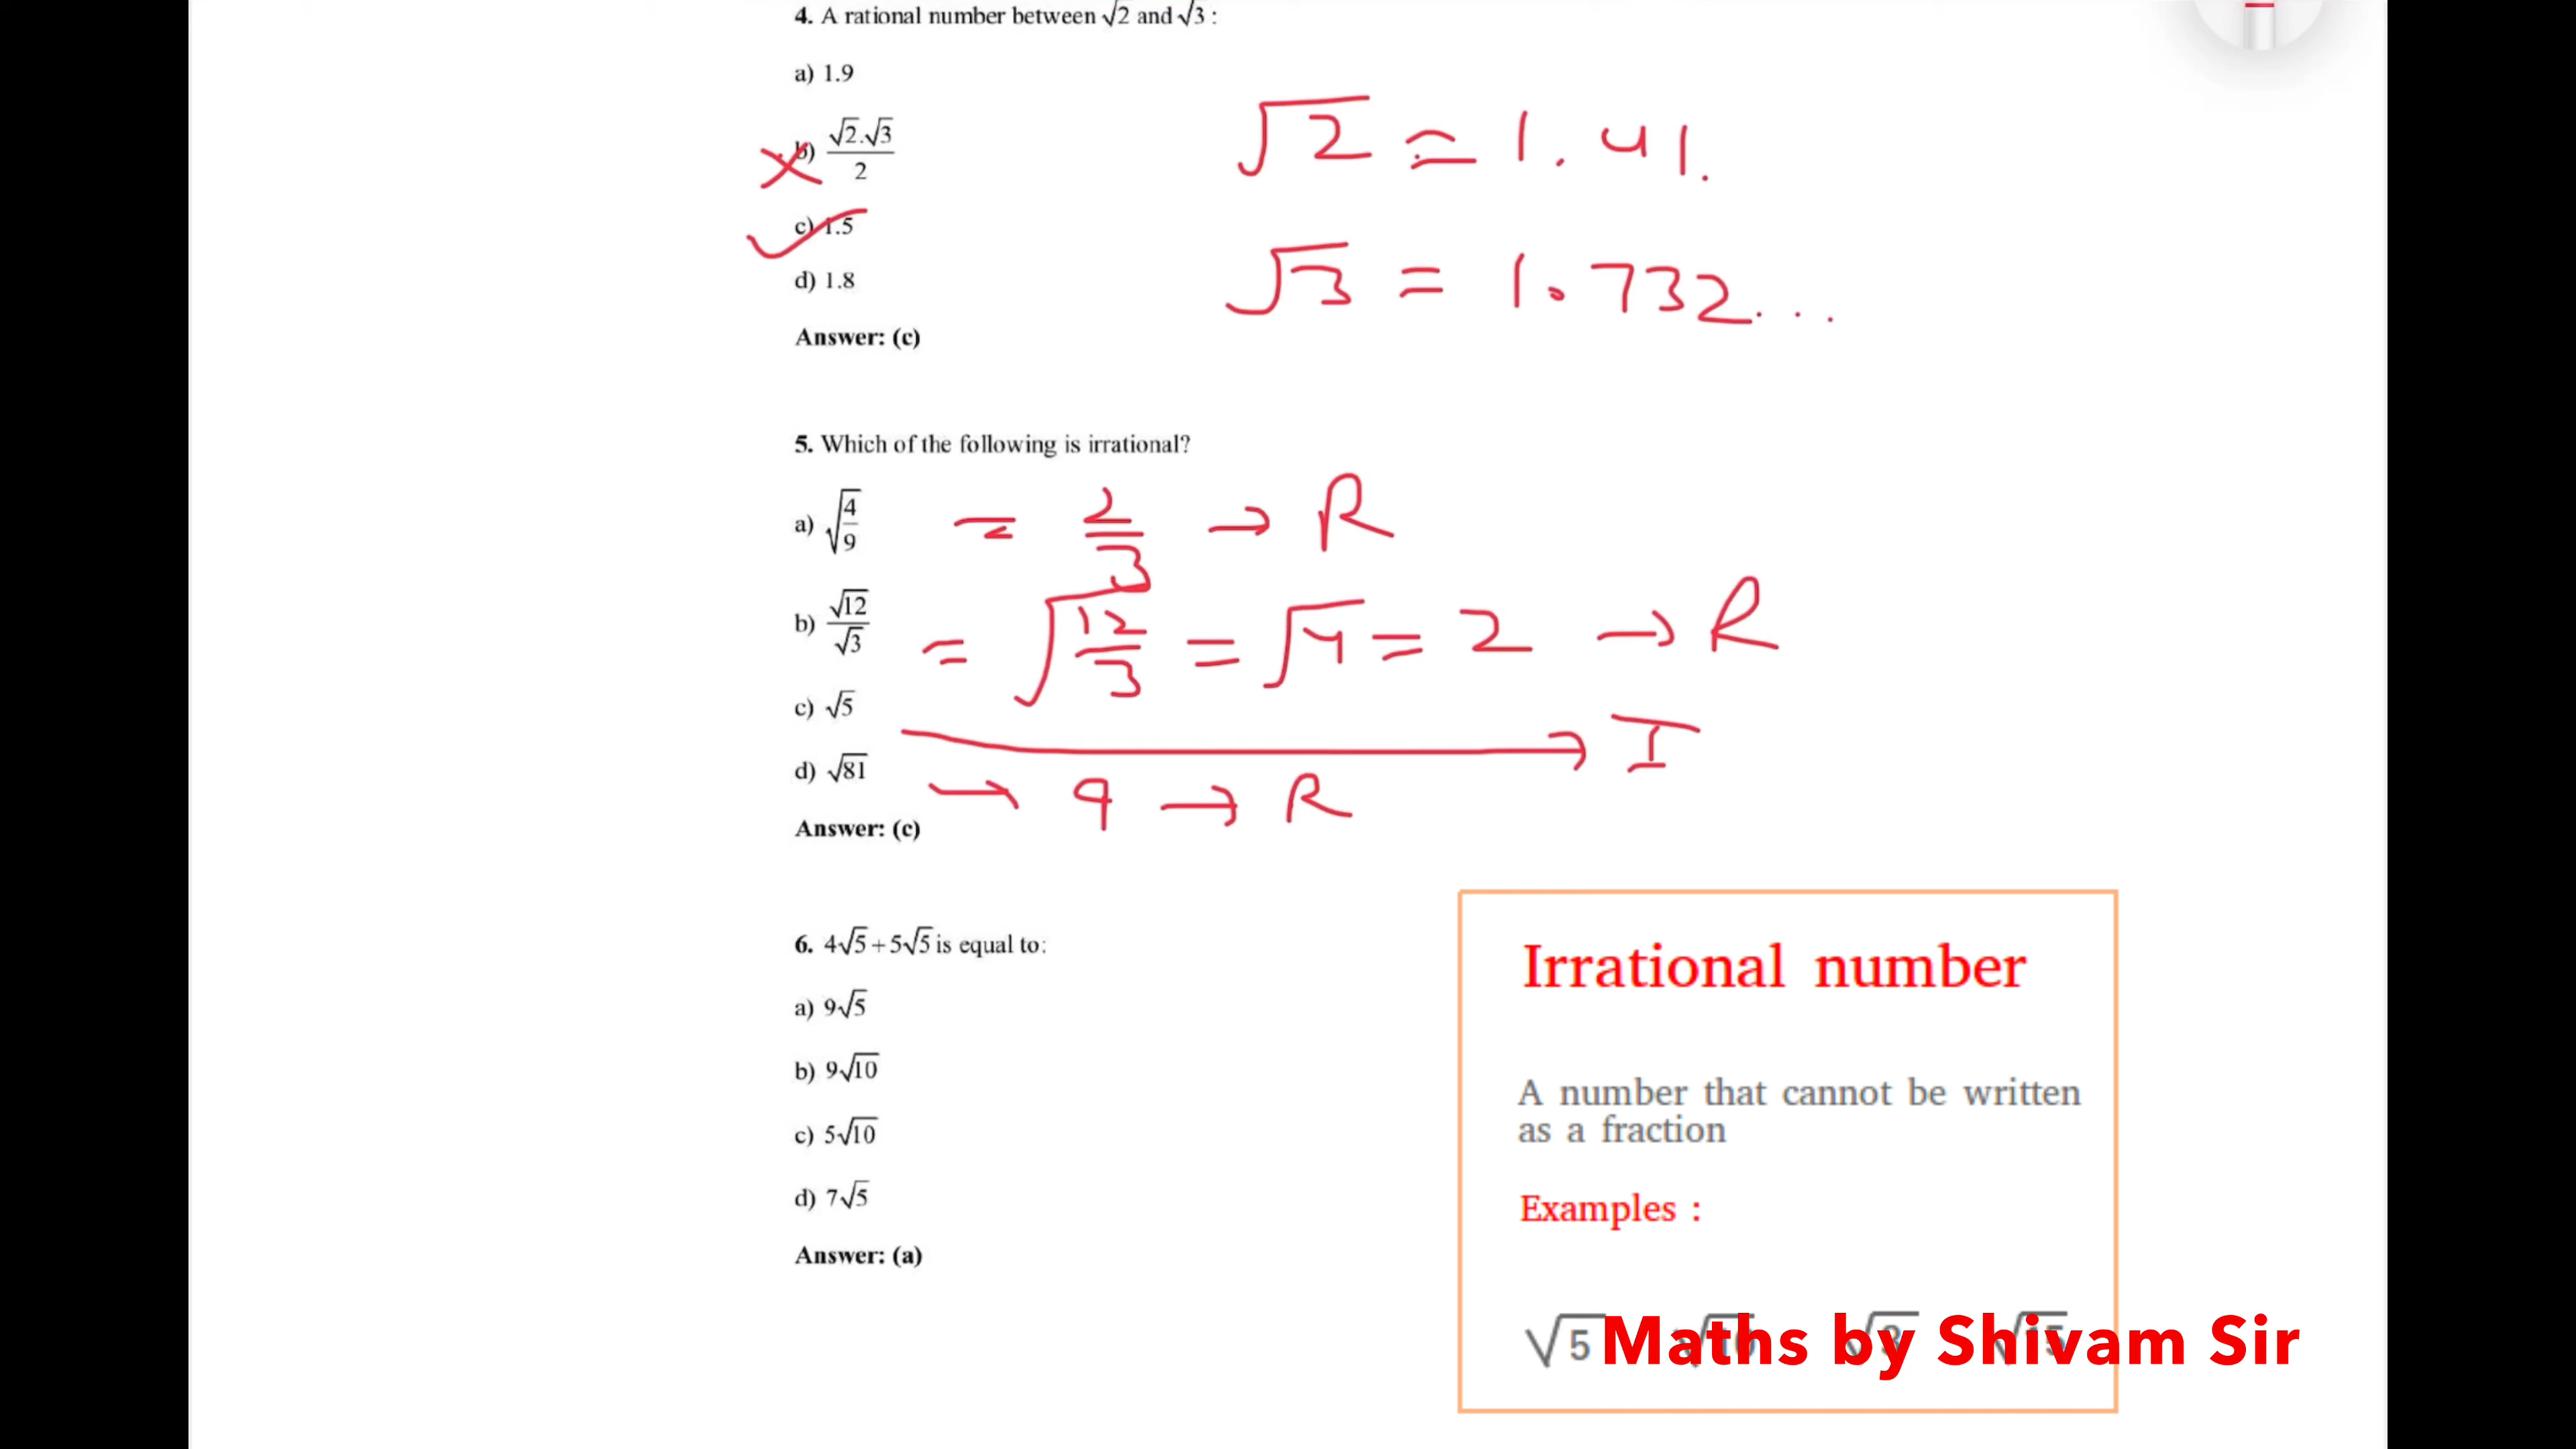 4. A rational number between √2 and √3 :
a) 1.9
b) √2.√3/2
√2 = 1.41.
c) 1.5
d) 1.8
√3 = 1.732...
Answer: (c)
5. Which of the following is irrational?
a) √4/9 = 2/3 → R
b) √12/√3 = √12/3 = √4 = 2 → R
c) √5 → I
d) √81 → 9 → R
Answer: (c)
6. 4√5 + 5√5 is equal to:
a) 9√5
b) 9√10
c) 5√10
d) 7√5
Answer: (a)
Irrational number
A number that cannot be written
as a fraction
Examples :
√5
Maths by Shivam Sir